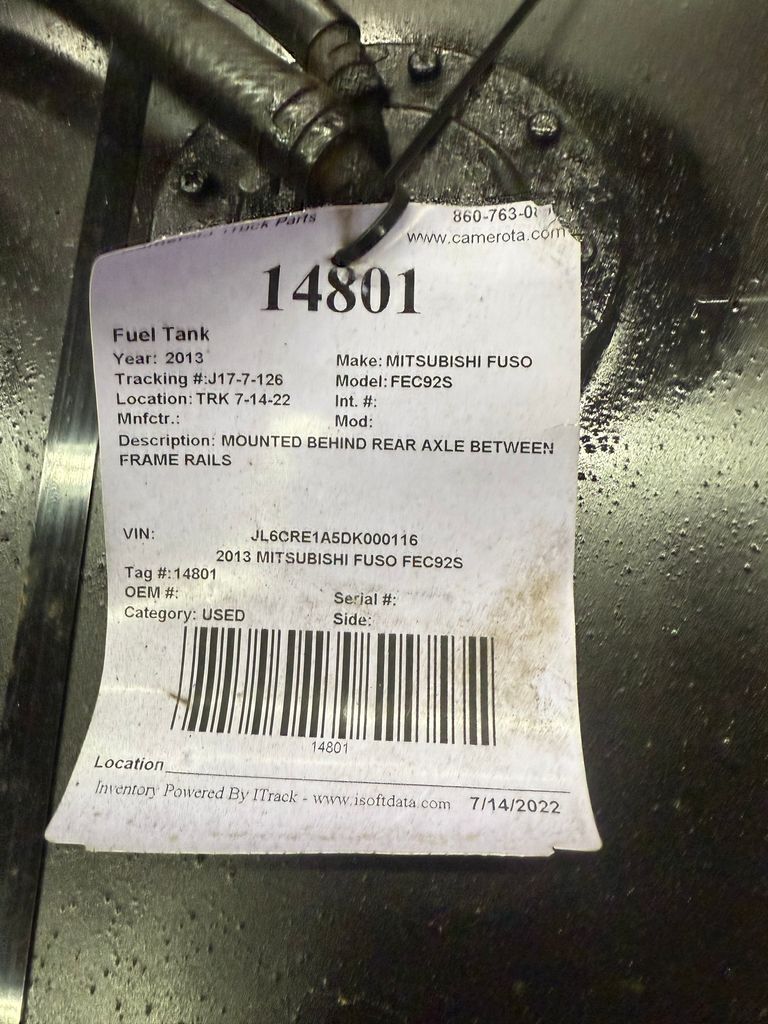 Truck Parts
860-763-0
www.camerota.com
14801
Fuel Tank
Year: 2013 Make: MITSUBISHI FUSO
Tracking #:J17-7-126 Model: FEC92S
Location: TRK 7-14-22 Int. #:
Mnfctr.: Mod:
Description: MOUNTED BEHIND REAR AXLE BETWEEN
FRAME RAILS
VIN: JL6CRE1A5DK000116
2013 MITSUBISHI FUSO FEC92S
Tag #:14801
OEM #: Serial #:
Category: USED Side:
14801
Location
Inventory Powered By ITrack - www.isoftdata.com 7/14/2022